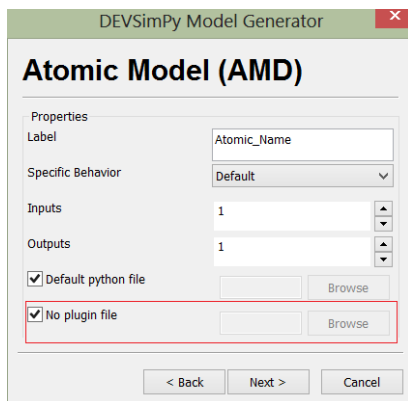 DEVSimPy Model Generator
×
Atomic Model (AMD)
Properties
Label
Atomic_Name
Specific Behavior
Default
Inputs
1
Outputs
1
Default python file
Browse
No plugin file
Browse
< Back
Next >
Cancel